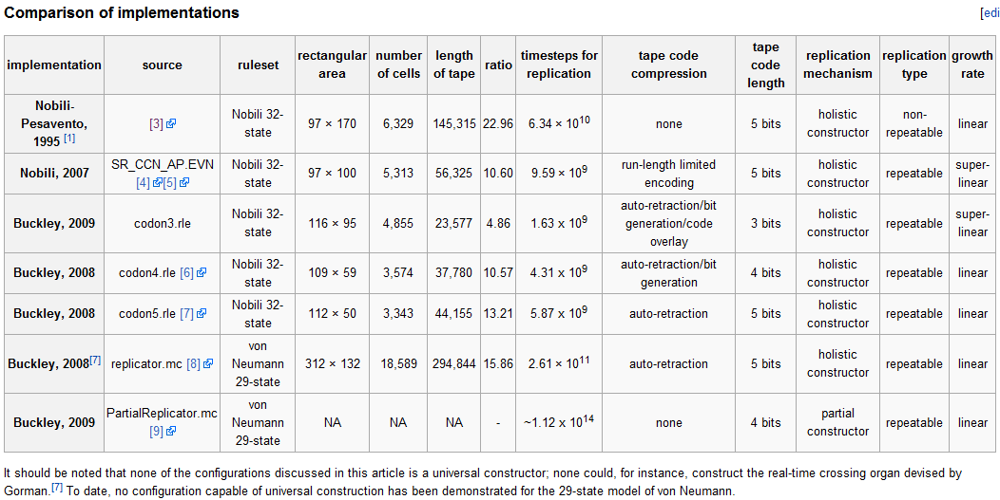 Comparison of implementations
[edi
implementation source ruleset rectangular area number of cells length of tape ratio timesteps for replication tape code compression tape code length replication mechanism replication type growth rate
Nobili-Pesavento, 1995 [1] [3] Nobili 32-state 97 × 170 6,329 145,315 22.96 6.34 × 10^10 none 5 bits holistic constructor non-repeatable linear
Nobili, 2007 SR_CCN_AP.EVN [4] [5] Nobili 32-state 97 × 100 5,313 56,325 10.60 9.59 × 10^9 run-length limited encoding 5 bits holistic constructor repeatable super-linear
Buckley, 2009 codon3.rle Nobili 32-state 116 × 95 4,855 23,577 4.86 1.63 x 10^9 auto-retraction/bit generation/code overlay 3 bits holistic constructor repeatable super-linear
Buckley, 2008 codon4.rle [6] Nobili 32-state 109 × 59 3,574 37,780 10.57 4.31 x 10^9 auto-retraction/bit generation 4 bits holistic constructor repeatable linear
Buckley, 2008 codon5.rle [7] Nobili 32-state 112 × 50 3,343 44,155 13.21 5.87 x 10^9 auto-retraction 5 bits holistic constructor repeatable linear
Buckley, 2008[7] replicator.mc [8] von Neumann 29-state 312 × 132 18,589 294,844 15.86 2.61 × 10^11 auto-retraction 5 bits holistic constructor repeatable linear
Buckley, 2009 PartialReplicator.mc [9] von Neumann 29-state NA NA NA - ~1.12 x 10^14 none 4 bits partial constructor repeatable linear
It should be noted that none of the configurations discussed in this article is a universal constructor; none could, for instance, construct the real-time crossing organ devised by
Gorman.[7] To date, no configuration capable of universal construction has been demonstrated for the 29-state model of von Neumann.